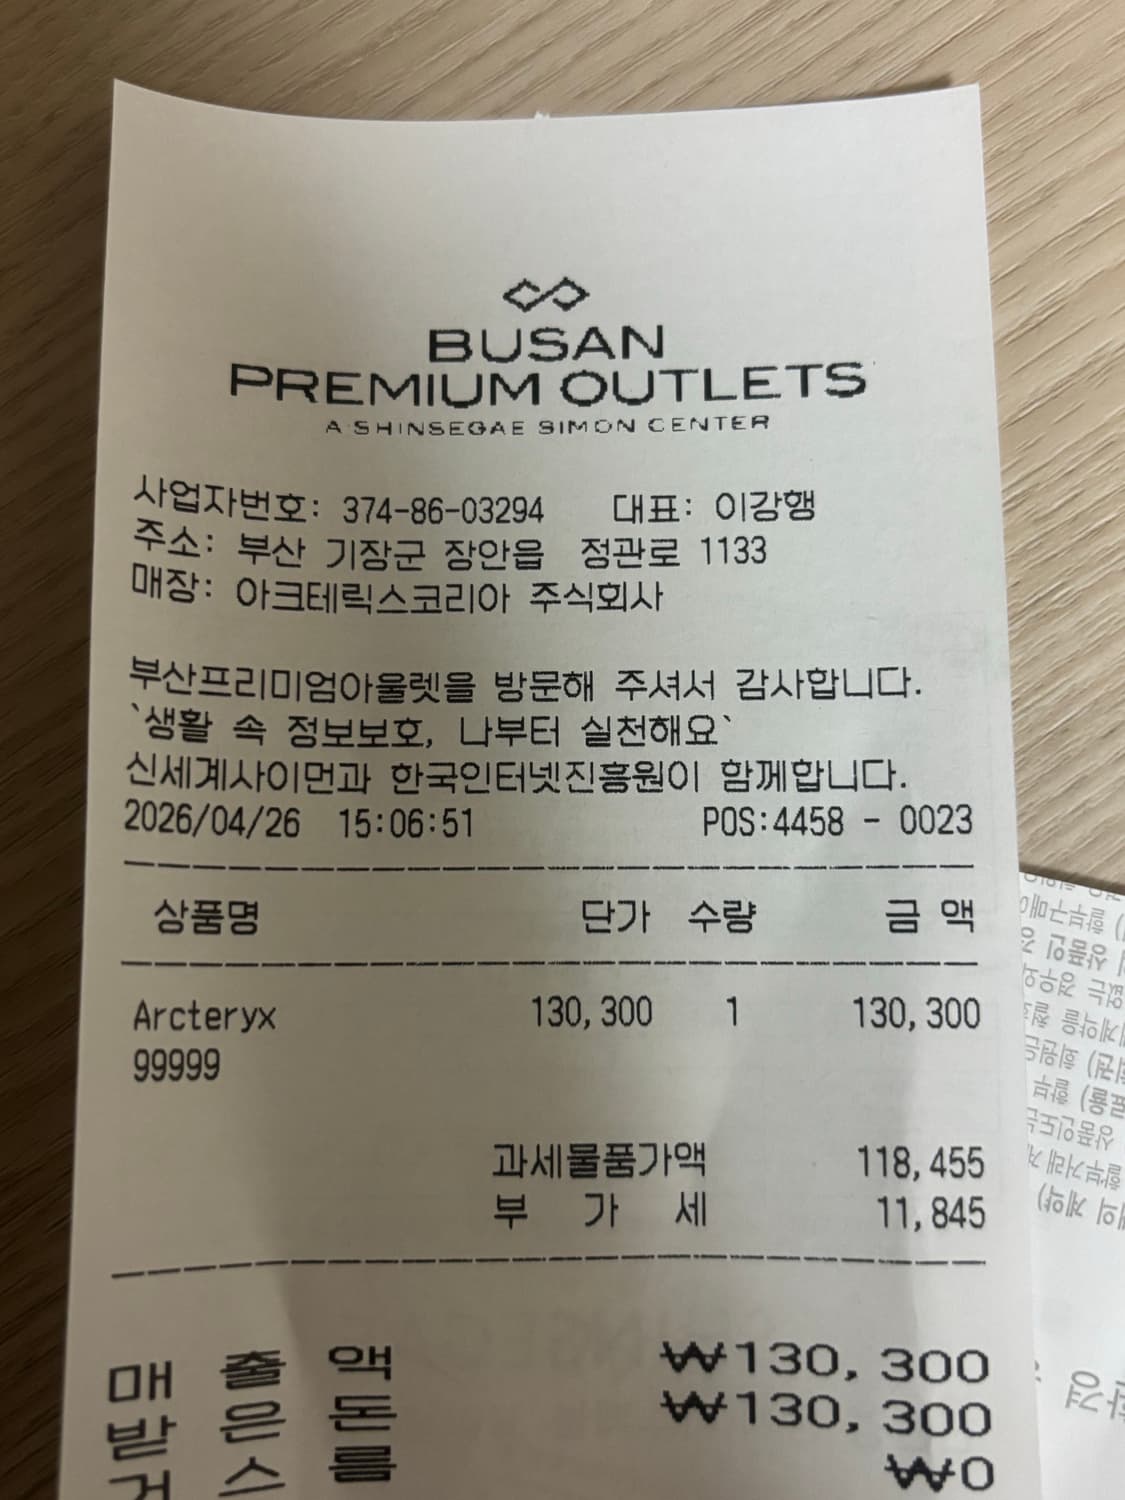 BUSAN
PREMIUM OUTLETS
A SHINSEGAE SIMON CENTER
사업자번호: 374-86-03294 대표: 이강행
주소: 부산 기장군 장안읍 정관로 1133
매장: 아크테릭스코리아 주식회사
부산프리미엄아울렛을 방문해 주셔서 감사합니다.
`생활 속 정보보호, 나부터 실천해요`
신세계사이먼과 한국인터넷진흥원이 함께합니다.
2026/04/26 15:06:51 POS:4458 - 0023
상품명 단가 수량 금 액
Arcteryx 130,300 1 130,300
99999
과세물품가액 118,455
부 가 세 11,845
매 출 액 ₩130,300
받 은 돈 ₩130,300
거 스 름 ₩0